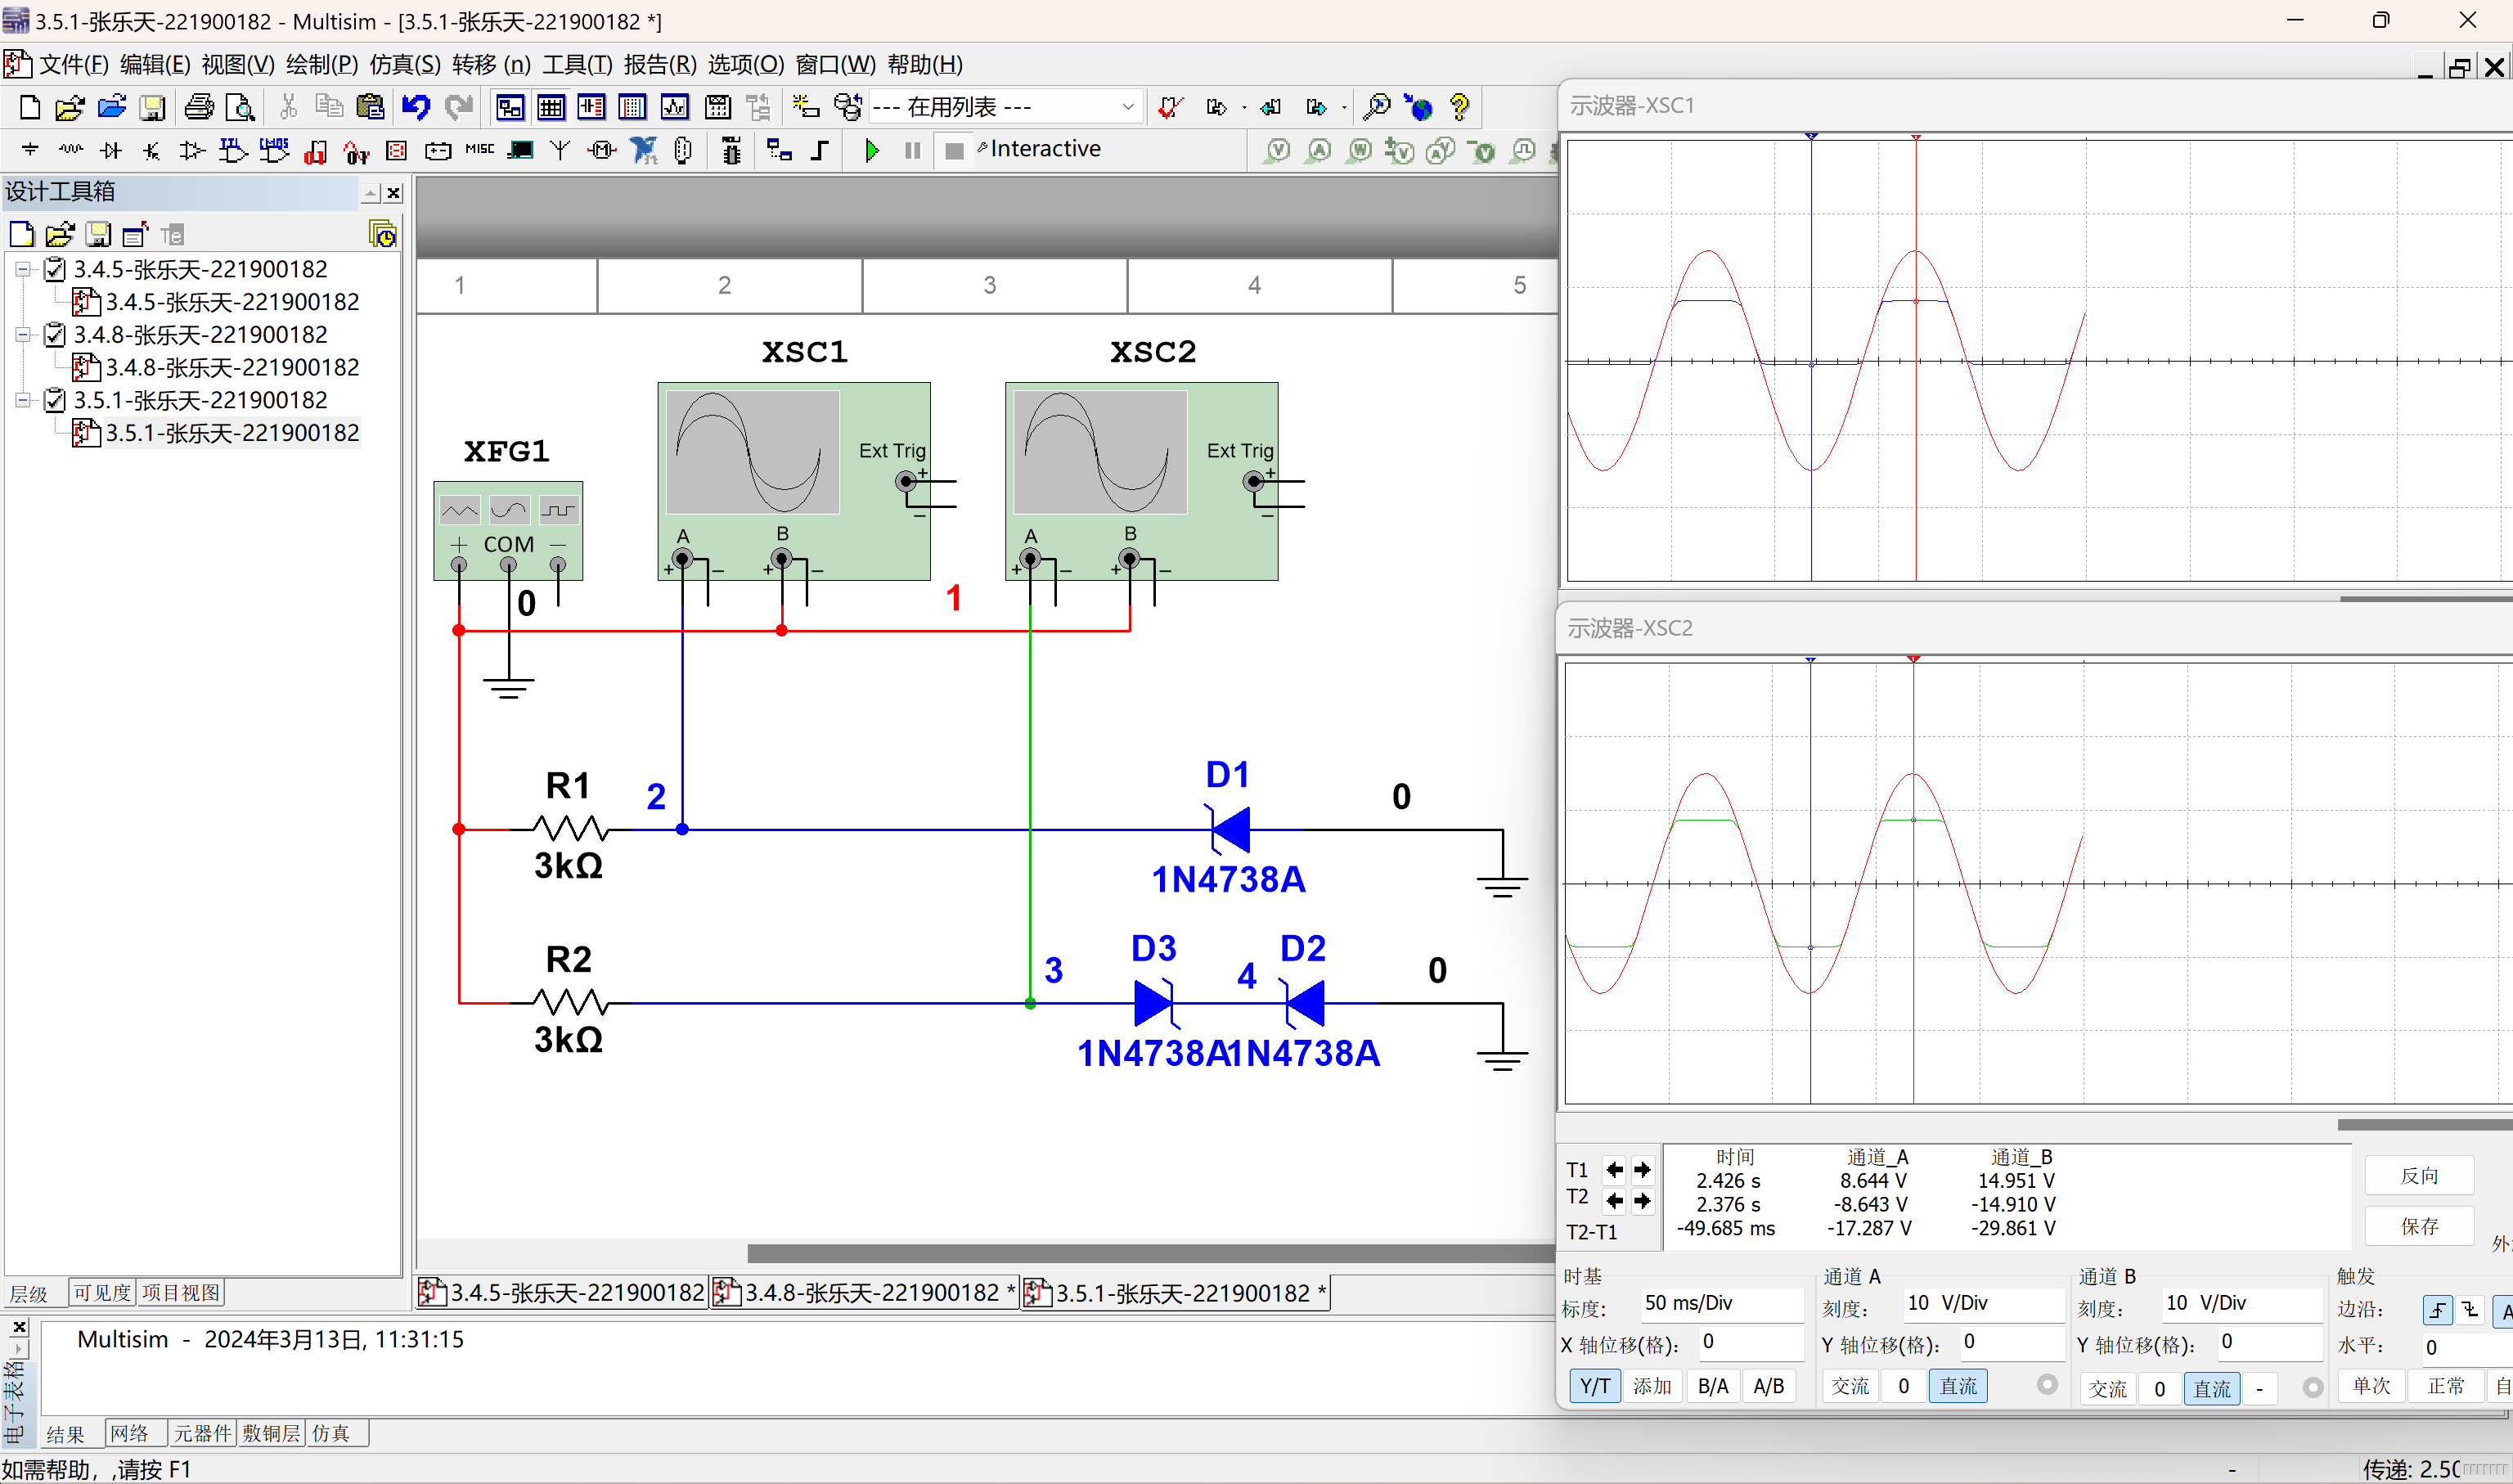 3.5.1-张乐天-221900182 - Multisim - [3.5.1-张乐天-221900182 *]
文件(F) 编辑(E) 视图(V) 绘制(P) 仿真(S) 转移 (n) 工具(T) 报告(R) 选项(O) 窗口(W) 帮助(H)
--- 在用列表 ---
Interactive
设计工具箱
3.4.5-张乐天-221900182
3.4.5-张乐天-221900182
3.4.8-张乐天-221900182
3.4.8-张乐天-221900182
3.5.1-张乐天-221900182
3.5.1-张乐天-221900182
层级 可见度 项目视图
1 2 3 4 5
XSC1 XSC2
XFG1
Ext Trig
Ext Trig
A B
A B
COM
0
1
R1
3kΩ
2
D1
1N4738A
0
R2
3kΩ
3
D3
4
D2
0
1N4738A 1N4738A
3.4.5-张乐天-221900182 3.4.8-张乐天-221900182 * 3.5.1-张乐天-221900182 *
示波器-XSC1
示波器-XSC2
时间 通道_A 通道_B
T1 2.426 s 8.644 V 14.951 V
T2 2.376 s -8.643 V -14.910 V
T2-T1 -49.685 ms -17.287 V -29.861 V
反向
保存
时基 通道 A 通道 B 触发
标度: 50 ms/Div 刻度: 10 V/Div 刻度: 10 V/Div 边沿:
X 轴位移(格): 0 Y 轴位移(格): 0 Y 轴位移(格): 0 水平: 0
Y/T 添加 B/A A/B 交流 0 直流 交流 0 直流 - 单次 正常
Multisim - 2024年3月13日, 11:31:15
电子表格
结果 网络 元器件 敷铜层 仿真
如需帮助，,请按 F1
- 传递: 2.50